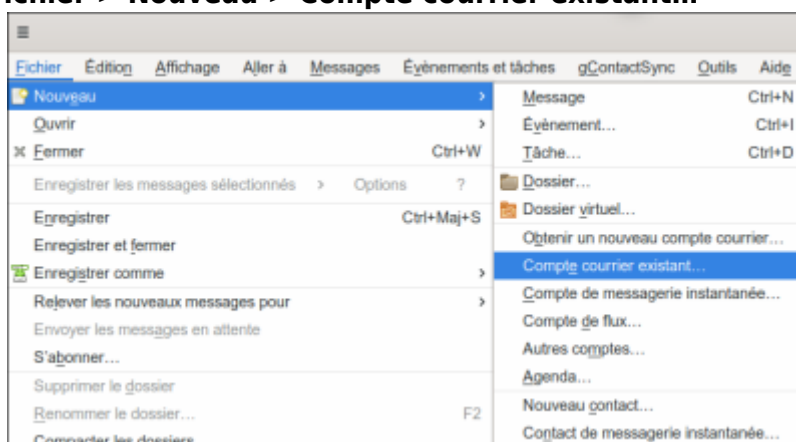 Fichier > Nouveau > Compte courrier existant...
Fichier Édition Affichage Aller à Messages Évènements et tâches gContactSync Outils Aide
Nouveau >
Ouvrir >
Fermer Ctrl+W
Enregistrer les messages sélectionnés > Options ?
Enregistrer Ctrl+Maj+S
Enregistrer et fermer
Enregistrer comme >
Relever les nouveaux messages pour >
Envoyer les messages en attente
S'abonner...
Supprimer le dossier
Renommer le dossier... F2
Compacter les dossiers
Message Ctrl+N
Évènement... Ctrl+I
Tâche... Ctrl+D
Dossier...
Dossier virtuel...
Obtenir un nouveau compte courrier...
Compte courrier existant...
Compte de messagerie instantanée...
Compte de flux...
Autres comptes...
Agenda...
Nouveau contact...
Contact de messagerie instantanée...